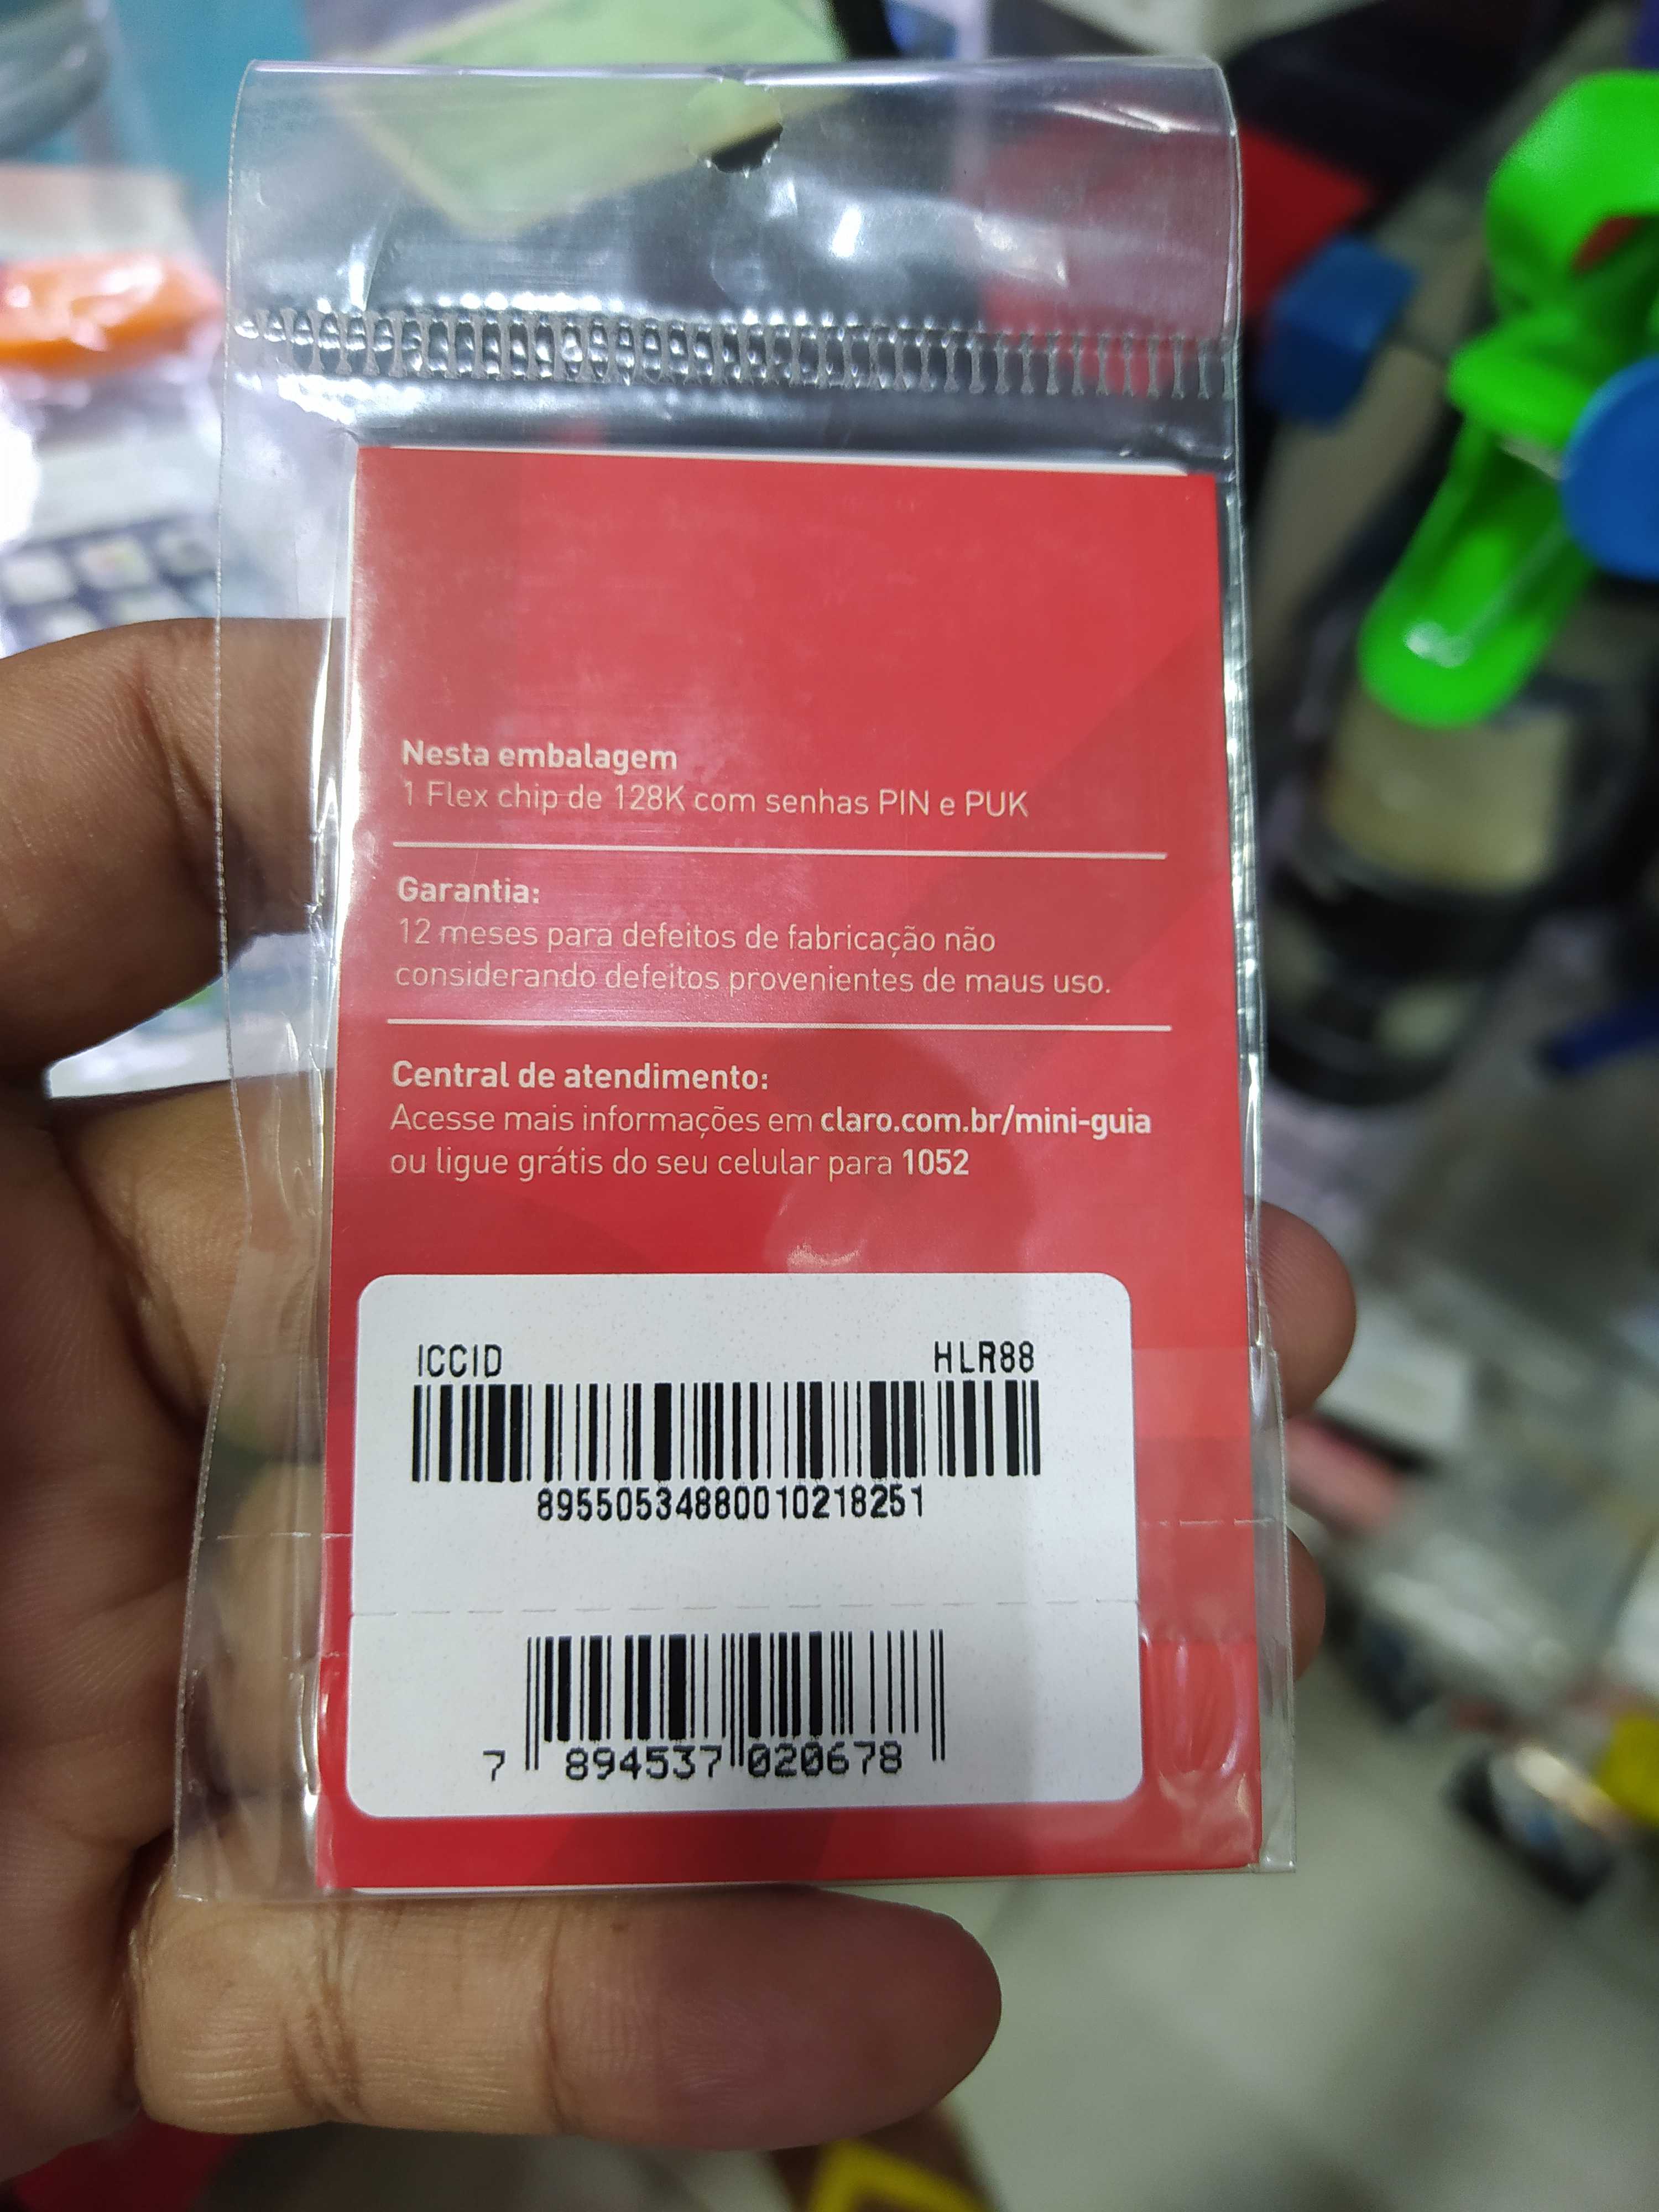 Nesta embalagem
1 Flex chip de 128K com senhas PIN e PUK
Garantia:
12 meses para defeitos de fabricação não
considerando defeitos provenientes de maus uso.
Central de atendimento:
Acesse mais informações em claro.com.br/mini-guia
ou ligue grátis do seu celular para 1052
ICCID HLR88
89550534880010218251
7 894537 020678